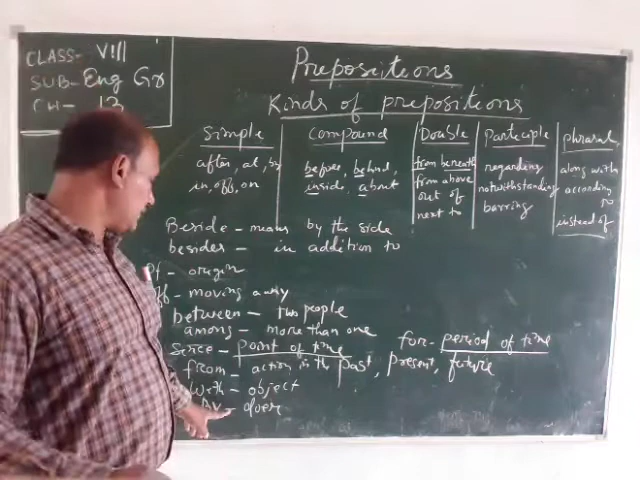 CLASS- VIII
SUB- Eng Gr
CH- 13
Prepositions
Kinds of prepositions
Simple
after, at, by
in, off, on
Compound
before, behind,
inside, about
Double
from beneath
from above
out of
next to
Participle
regarding
notwithstanding
barring
Phrasal
along with
according
to
instead of
Beside - means by the side
besides - in addition to
Of - origin
Off - moving away
between - two people
among - more than one
Since - point of time
for - period of time
from - action in the past, present, future
With - object
By - doer